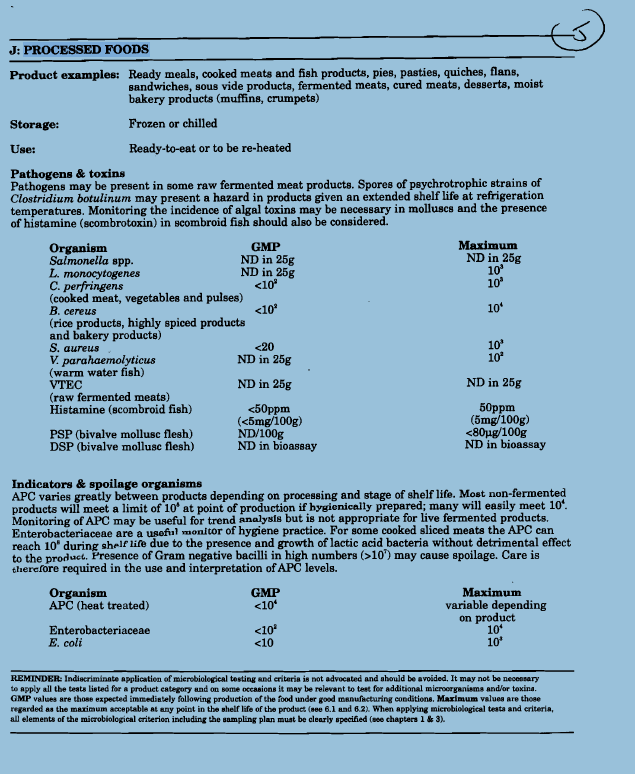 J
J: PROCESSED FOODS
Product examples: Ready meals, cooked meats and fish products, pies, pasties, quiches, flans,
sandwiches, sous vide products, fermented meats, cured meats, desserts, moist
bakery products (muffins, crumpets)
Storage: Frozen or chilled
Use: Ready-to-eat or to be re-heated
Pathogens & toxins
Pathogens may be present in some raw fermented meat products. Spores of psychrotrophic strains of
Clostridium botulinum may present a hazard in products given an extended shelf life at refrigeration
temperatures. Monitoring the incidence of algal toxins may be necessary in molluscs and the presence
of histamine (scombrotoxin) in scombroid fish should also be considered.
Organism GMP Maximum
Salmonella spp. ND in 25g ND in 25g
L. monocytogenes ND in 25g 10³
C. perfringens <10² 10³
(cooked meat, vegetables and pulses)
B. cereus <10² 10⁴
(rice products, highly spiced products
and bakery products)
S. aureus <20 10³
V. parahaemolyticus ND in 25g 10²
(warm water fish)
VTEC ND in 25g ND in 25g
(raw fermented meats)
Histamine (scombroid fish) <50ppm 50ppm
(<5mg/100g) (5mg/100g)
PSP (bivalve mollusc flesh) ND/100g <80µg/100g
DSP (bivalve mollusc flesh) ND in bioassay ND in bioassay
Indicators & spoilage organisms
APC varies greatly between products depending on processing and stage of shelf life. Most non-fermented
products will meet a limit of at point of production if hygienically prepared; many will easily meet 10⁴.
Monitoring of APC may be useful for trend analysis but is not appropriate for live fermented products.
Enterobacteriaceae are a useful monitor of hygiene practice. For some cooked sliced meats the APC can
reach during shelf life due to the presence and growth of lactic acid bacteria without detrimental effect
to the product. Presence of Gram negative bacilli in high numbers (>10⁷) may cause spoilage. Care is
therefore required in the use and interpretation of APC levels.
Organism GMP Maximum
APC (heat treated) <10⁴ variable depending
on product
Enterobacteriaceae <10² 10⁴
E. coli <10 10³
REMINDER: Indiscriminate application of microbiological testing and criteria is not advocated and should be avoided. It may not be necessary
to apply all the tests listed for a product category and on some occasions it may be relevant to test for additional microorganisms and/or toxins.
GMP values are those expected immediately following production of the food under good manufacturing conditions. Maximum values are those
regarded as the maximum acceptable at any point in the shelf life of the product (see 6.1 and 6.2). When applying microbiological tests and criteria,
all elements of the microbiological criterion including the sampling plan must be clearly specified (see chapters 1 & 3).